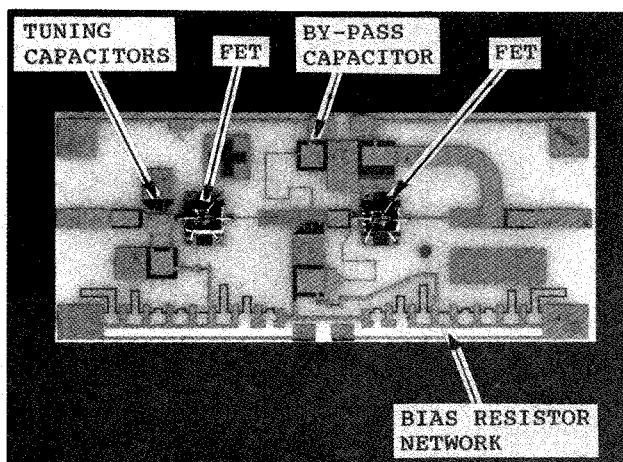 TUNING
CAPACITORS
FET
BY-PASS
CAPACITOR
FET
BIAS RESISTOR
NETWORK